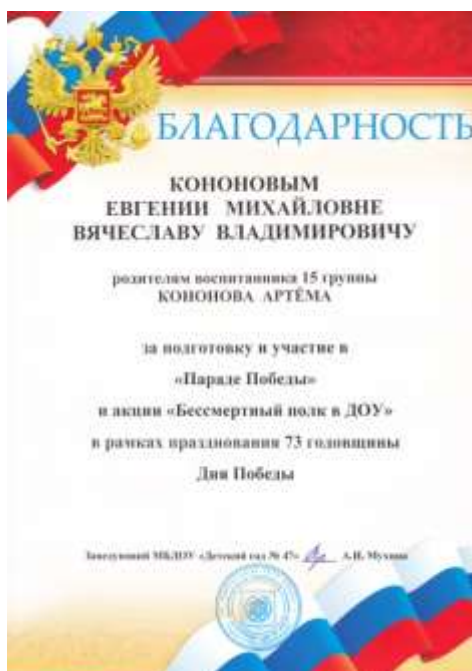 БЛАГОДАРНОСТЬ
КОНОНОВЫМ
ЕВГЕНИИ МИХАЙЛОВНЕ
ВЯЧЕСЛАВУ ВЛАДИМИРОВИЧУ
родителям воспитанника 15 группы
КОНОНОВА АРТЁМА
за подготовку и участие в
«Параде Победы»
и акции «Бессмертный полк в ДОУ»
в рамках празднования 73 годовщины
Дня Победы
Заведующий МБДОУ «Детский сад № 47» А.И.